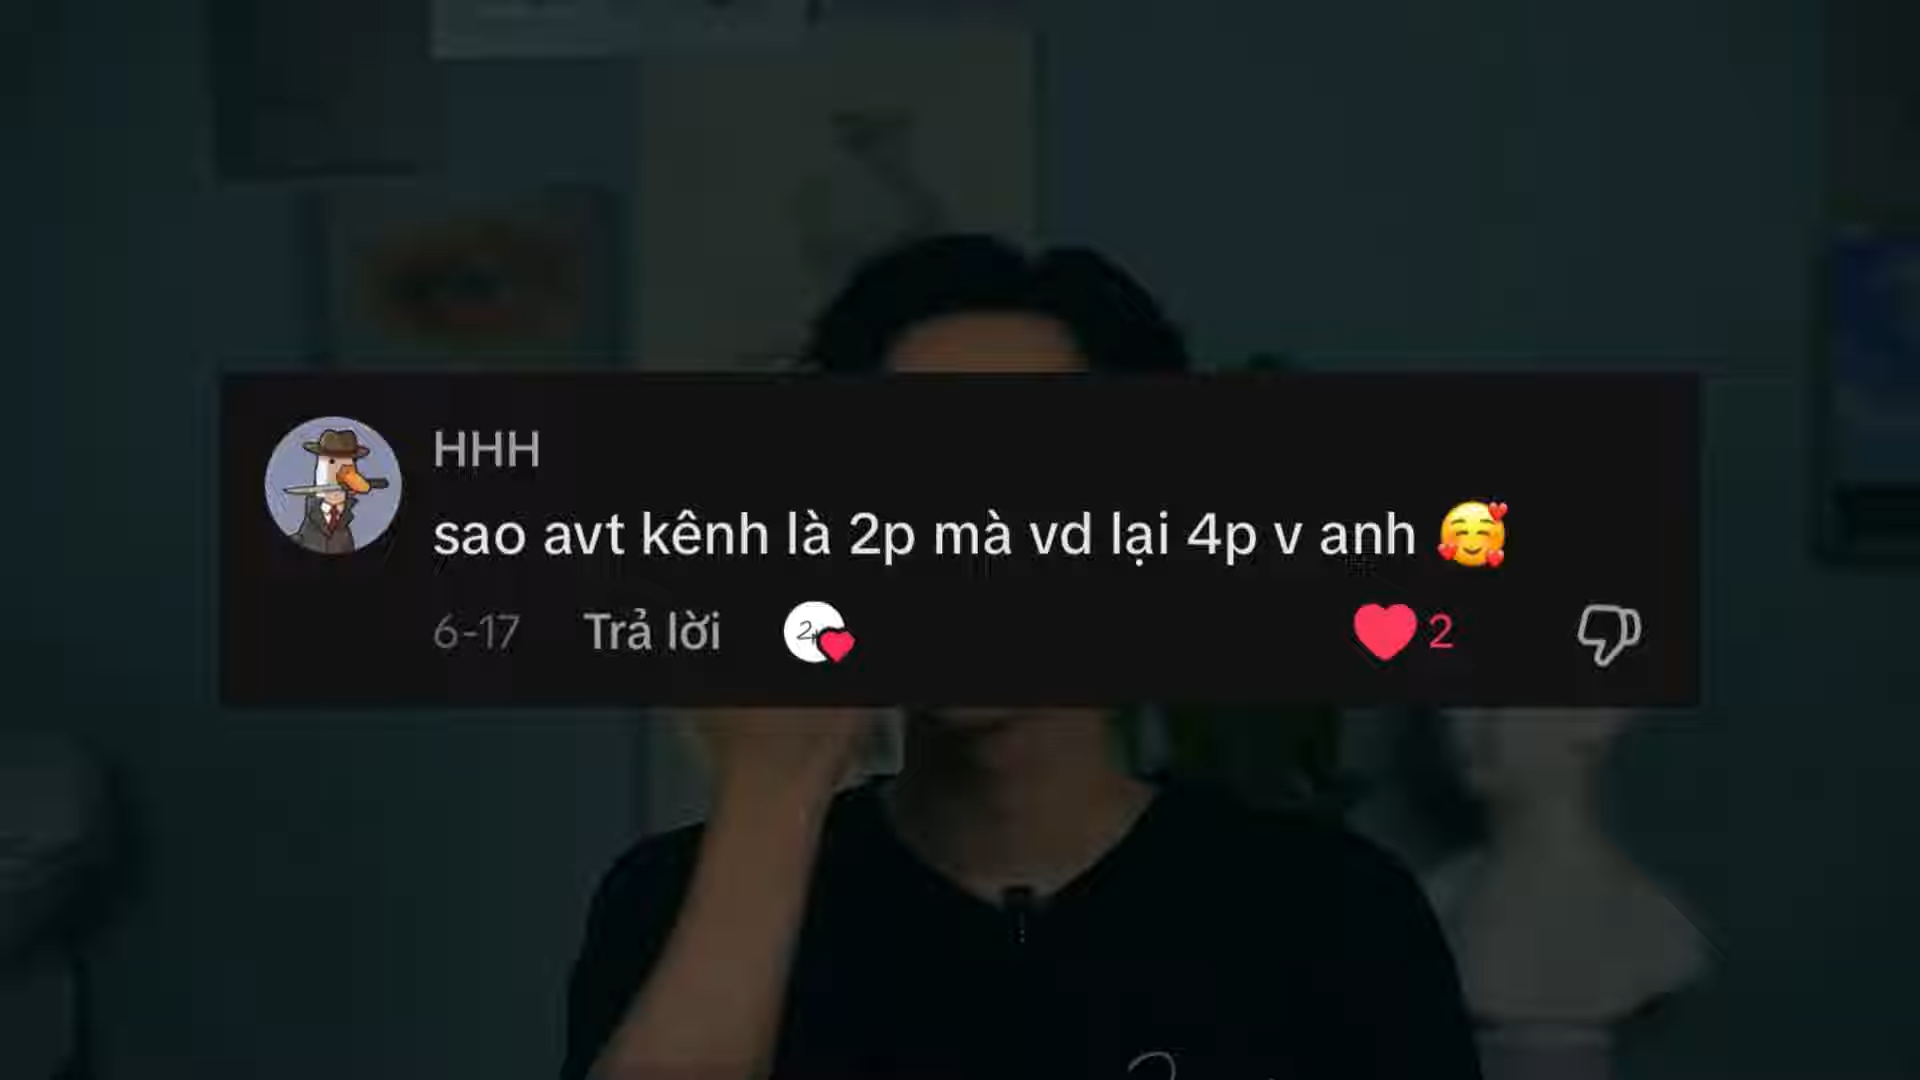 HHH
sao avt kênh là 2p mà vd lại 4p v anh 🥰
6-17 Trả lời 2